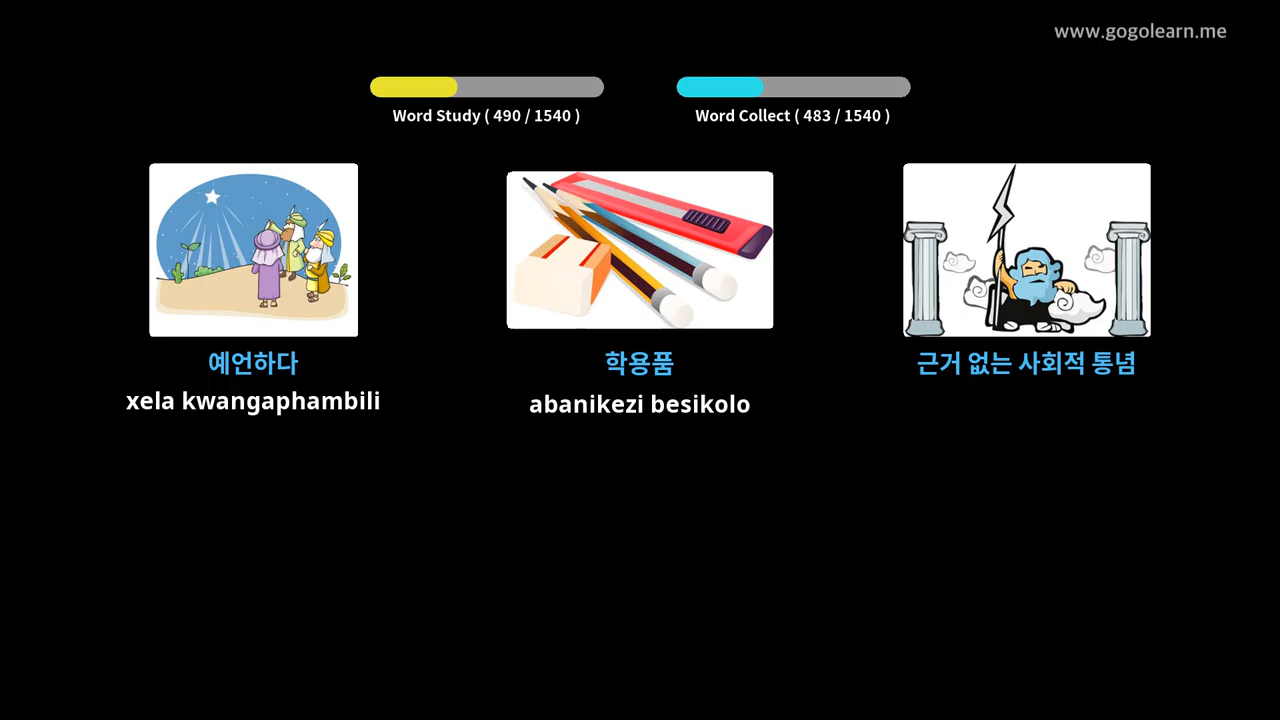 www.gogolearn.me
Word Study ( 490 / 1540 )
Word Collect ( 483 / 1540 )
예언하다
xela kwangaphambili
학용품
abanikezi besikolo
근거 없는 사회적 통념